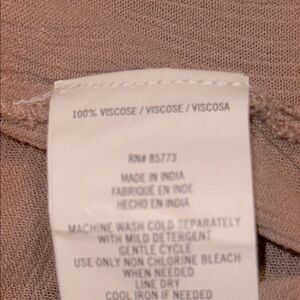 100% VISCOSE / VISCOSE / VISCOSA
RN# 85773
MADE IN INDIA
FABRIQUÉ EN INDE
HECHO EN INDIA
MACHINE WASH COLD SEPARATELY
WITH MILD DETERGENT
GENTLE CYCLE
USE ONLY NON CHLORINE BLEACH
WHEN NEEDED
LINE DRY
COOL IRON IF NEEDED